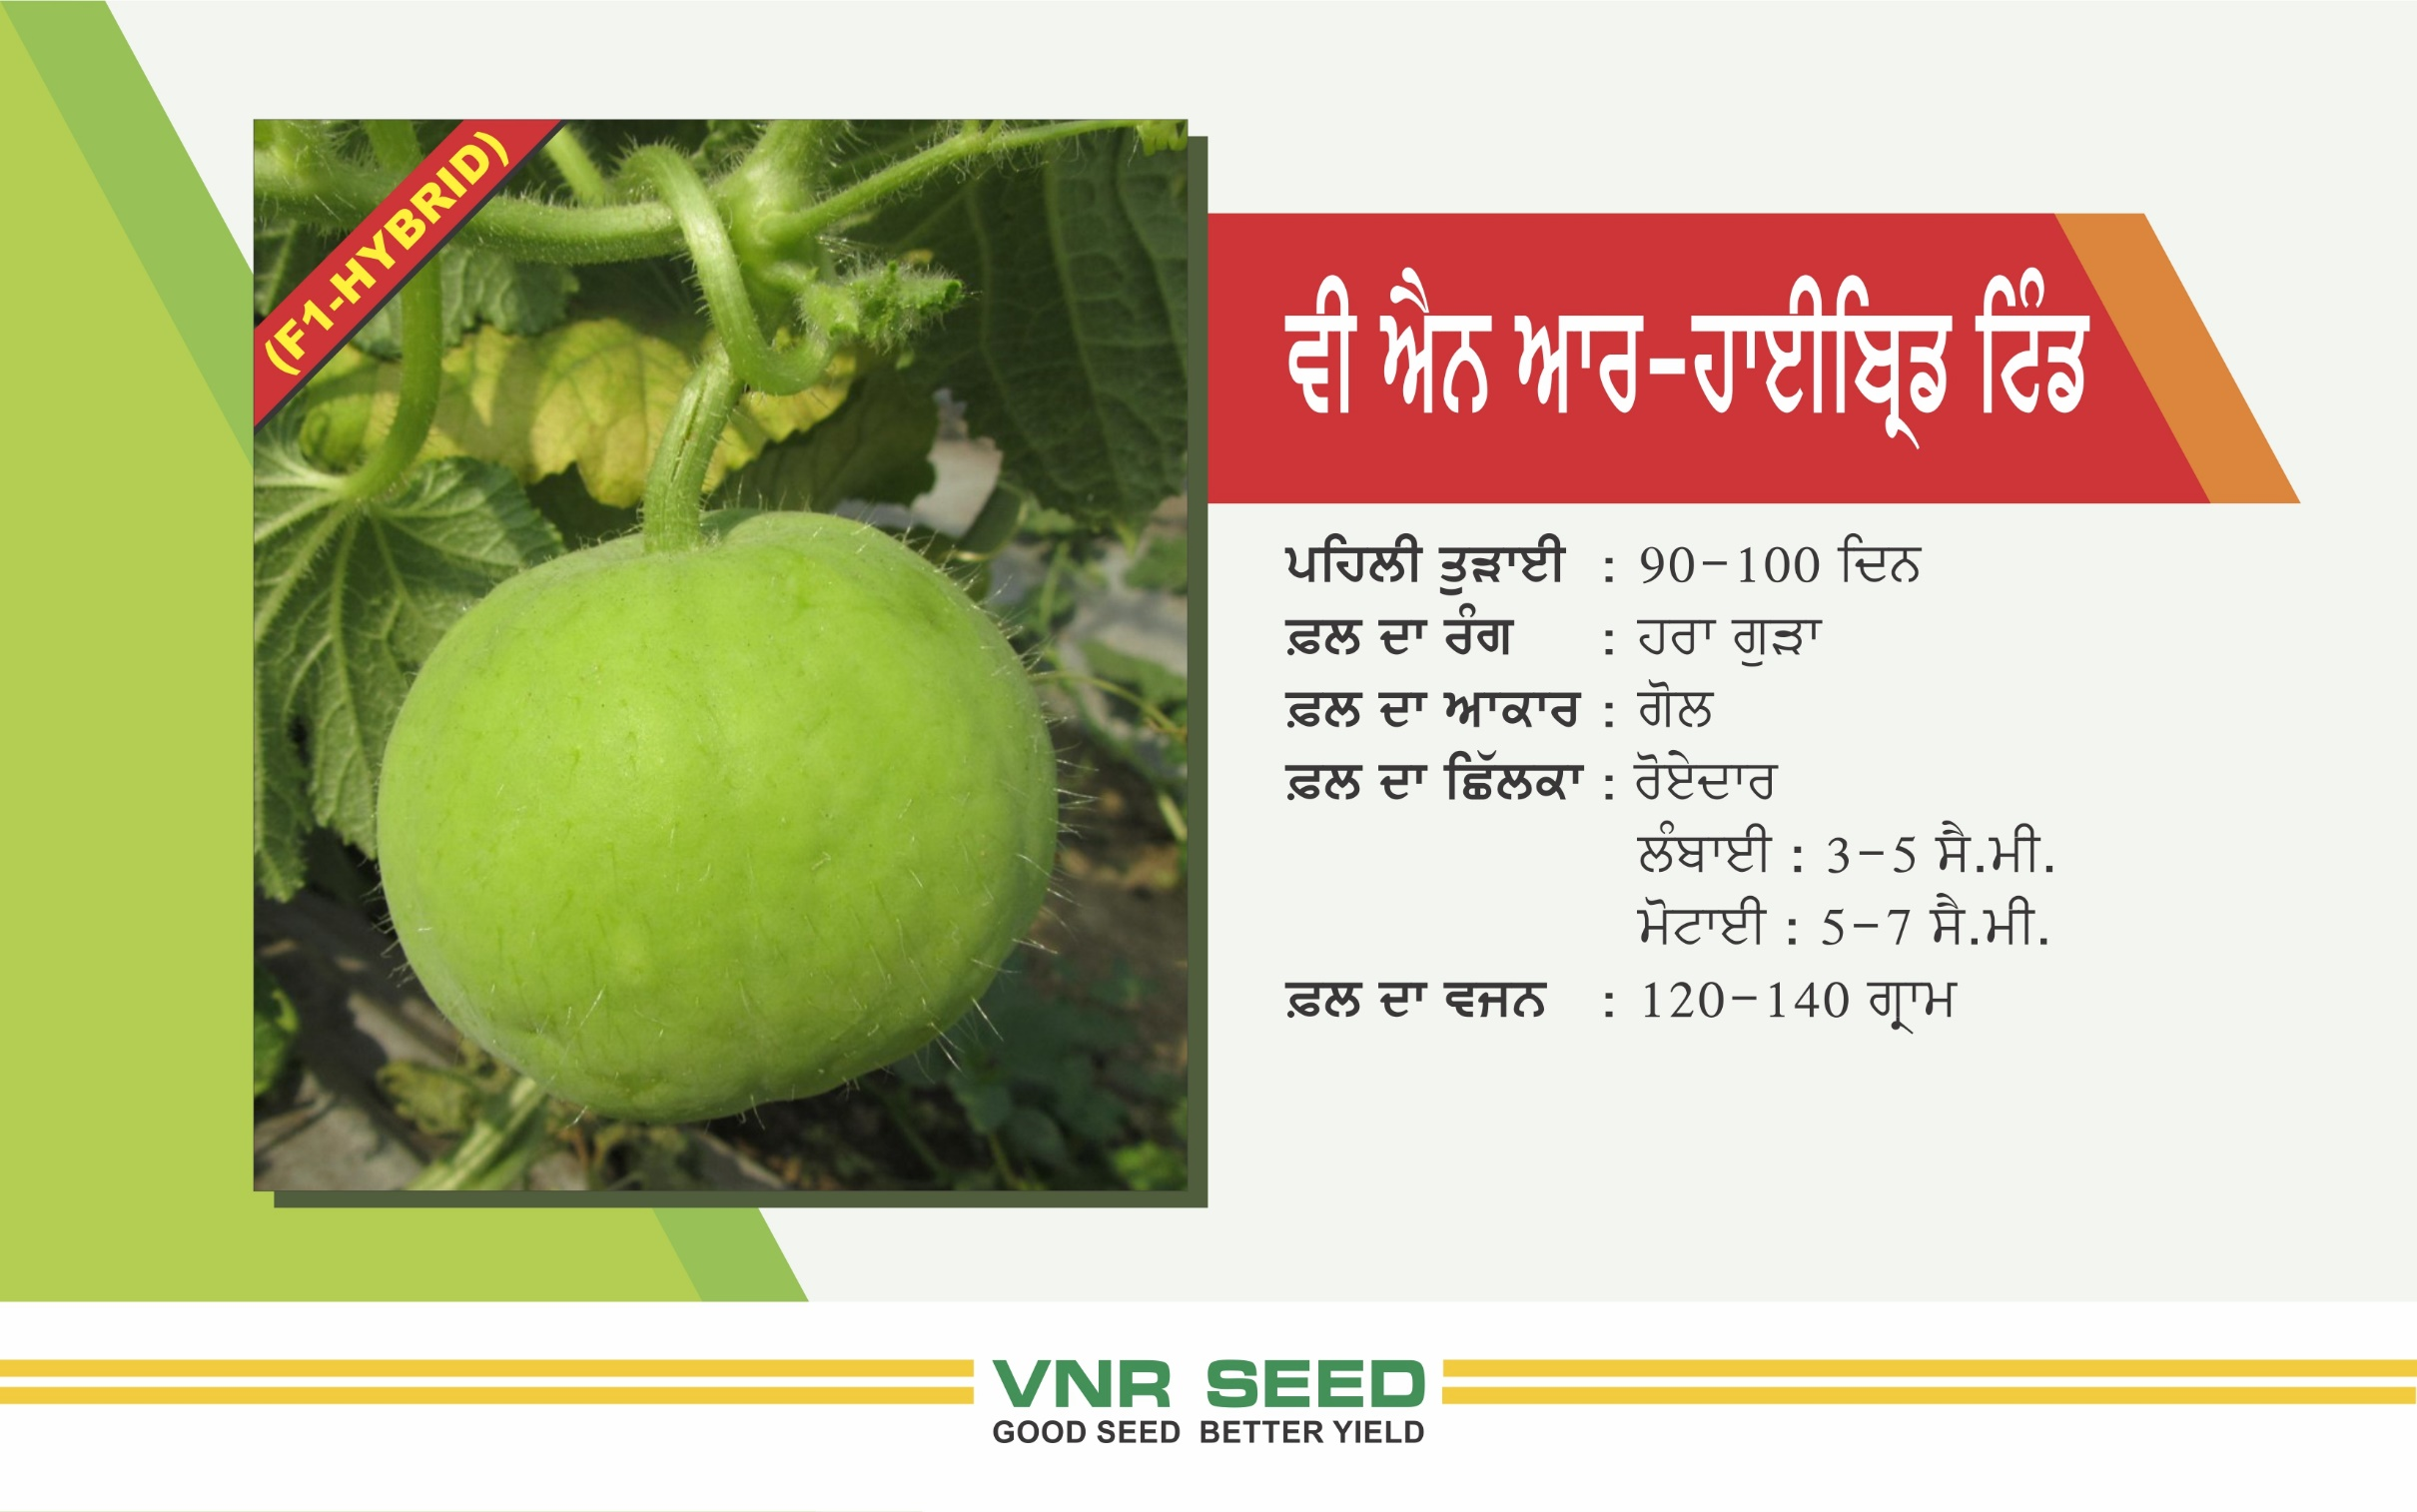 (F1-HYBRID)
ਵੀ ਐਨ ਆਰ-ਹਾਈਬ੍ਰਿਡ ਟਿੰਡ
ਪਹਿਲੀ ਤੁੜਾਈ : 90-100 ਦਿਨ
ਫ਼ਲ ਦਾ ਰੰਗ : ਹਰਾ ਗੁੜਾ
ਫ਼ਲ ਦਾ ਆਕਾਰ : ਗੋਲ
ਫ਼ਲ ਦਾ ਛਿੱਲਕਾ : ਰੋਏਦਾਰ
ਲੰਬਾਈ : 3-5 ਸੈ.ਮੀ.
ਮੋਟਾਈ : 5-7 ਸੈ.ਮੀ.
ਫ਼ਲ ਦਾ ਵਜਨ : 120-140 ਗ੍ਰਾਮ
VNR SEED
GOOD SEED BETTER YIELD